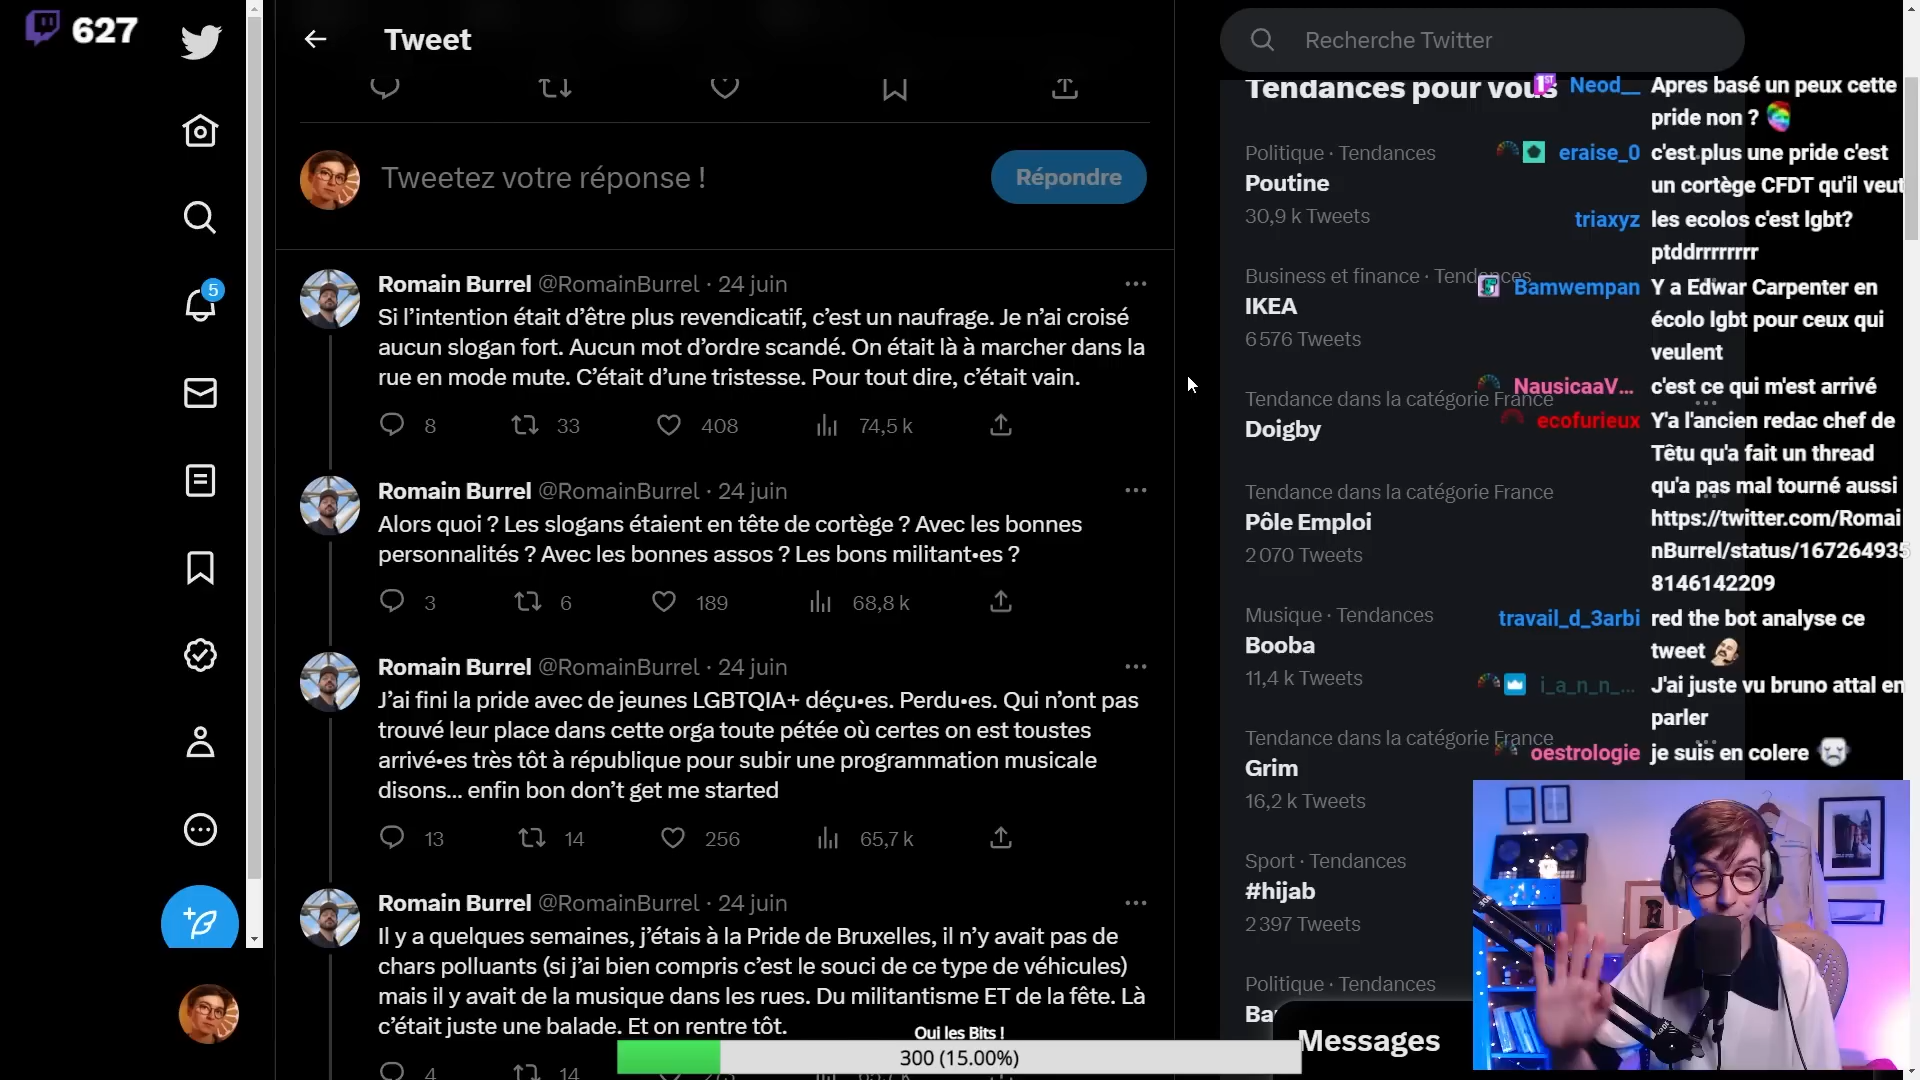 627
Tweet
Recherche Twitter
Tweetez votre réponse !
Répondre
5
Romain Burrel @RomainBurrel · 24 juin
Si l’intention était d’être plus revendicatif, c’est un naufrage. Je n’ai croisé
aucun slogan fort. Aucun mot d’ordre scandé. On était là à marcher dans la
rue en mode mute. C’était d’une tristesse. Pour tout dire, c’était vain.
8 33 408 74,5 k
Romain Burrel @RomainBurrel · 24 juin
Alors quoi ? Les slogans étaient en tête de cortège ? Avec les bonnes
personnalités ? Avec les bonnes assos ? Les bons militant•es ?
3 6 189 68,8 k
Romain Burrel @RomainBurrel · 24 juin
J’ai fini la pride avec de jeunes LGBTQIA+ déçu•es. Perdu•es. Qui n’ont pas
trouvé leur place dans cette orga toute pétée où certes on est toustes
arrivé•es très tôt à république pour subir une programmation musicale
disons... enfin bon don’t get me started
13 14 256 65,7 k
Romain Burrel @RomainBurrel · 24 juin
Il y a quelques semaines, j’étais à la Pride de Bruxelles, il n’y avait pas de
chars polluants (si j’ai bien compris c’est le souci de ce type de véhicules)
mais il y avait de la musique dans les rues. Du militantisme ET de la fête. Là
c’était juste une balade. Et on rentre tôt.
4 14
Oui les Bits !
300 (15.00%)
Tendances pour vous
Politique · Tendances
Poutine
30,9 k Tweets
Business et finance · Tendences
IKEA
6 576 Tweets
Tendance dans la catégorie France
Doigby
Tendance dans la catégorie France
Pôle Emploi
2 070 Tweets
Musique · Tendances
Booba
11,4 k Tweets
Tendance dans la catégorie France
Grim
16,2 k Tweets
Sport · Tendances
#hijab
2 397 Tweets
Politique · Tendances
Messages
Neod__ Apres basé un peux cette
pride non ?
eraise_0 c'est plus une pride c'est
un cortège CFDT qu'il veut
triaxyz les ecolos c'est lgbt?
ptddrrrrrrrr
Bamwempan Y a Edwar Carpenter en
écolo lgbt pour ceux qui
veulent
NausicaaV... c'est ce qui m'est arrivé
ecofurieux Y'a l'ancien redac chef de
Têtu qu'a fait un thread
qu'a pas mal tourné aussi
https://twitter.com/Romai
nBurrel/status/167264935
8146142209
travail_d_3arbi red the bot analyse ce
tweet
i_a_n_n_... J'ai juste vu bruno attal en
parler
oestrologie je suis en colere